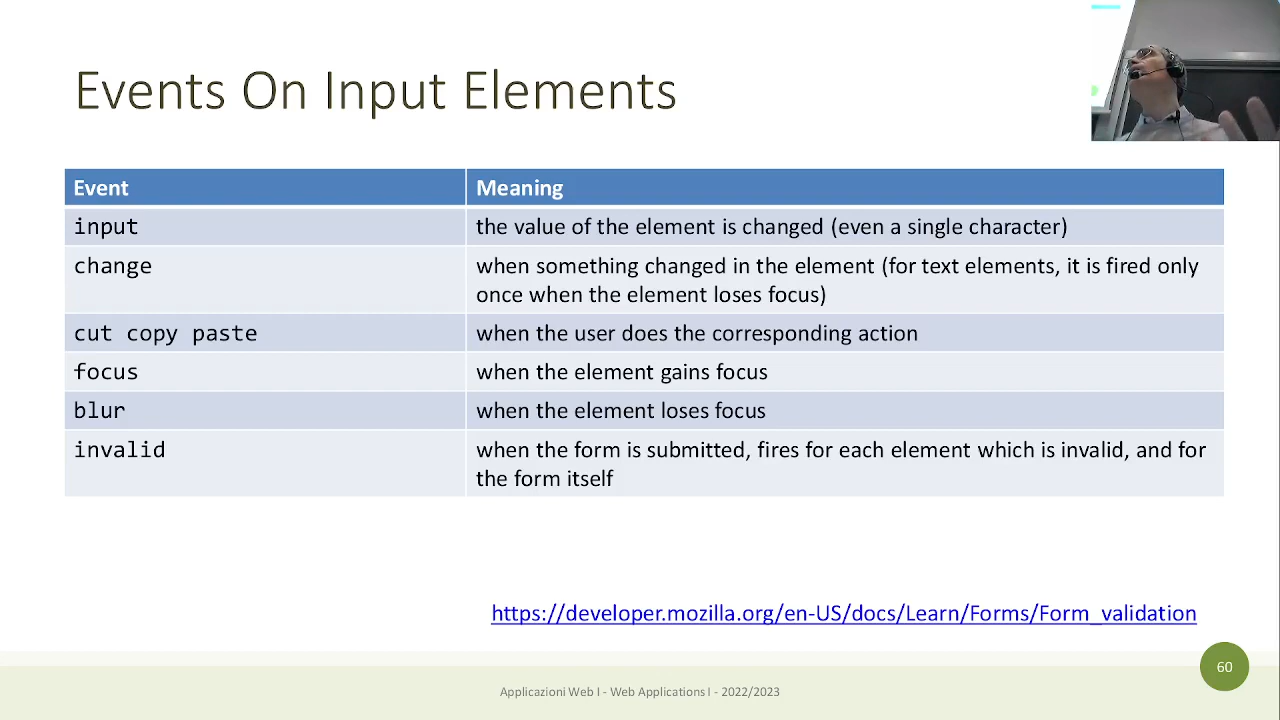 Events On Input Elements
Event
Meaning
input
the value of the element is changed (even a single character)
change
when something changed in the element (for text elements, it is fired only
once when the element loses focus)
cut copy paste
when the user does the corresponding action
focus
when the element gains focus
blur
when the element loses focus
invalid
when the form is submitted, fires for each element which is invalid, and for
the form itself
https://developer.mozilla.org/en-US/docs/Learn/Forms/Form_validation
60
Applicazioni Web I - Web Applications I - 2022/2023